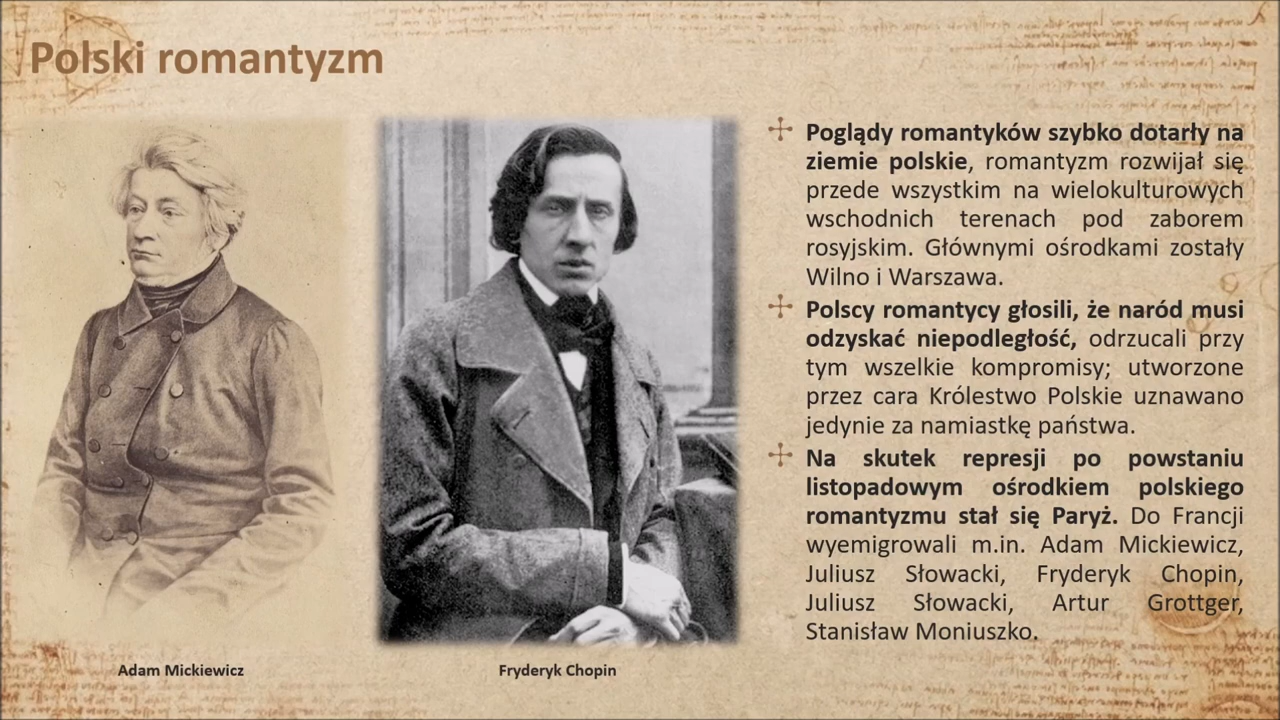 Polski romantyzm
Poglądy romantyków szybko dotarły na
ziemie polskie, romantyzm rozwijał się
przede wszystkim na wielokulturowych
wschodnich terenach pod zaborem
rosyjskim. Głównymi ośrodkami zostały
Wilno i Warszawa.
Polscy romantycy głosili, że naród musi
odzyskać niepodległość, odrzucali przy
tym wszelkie kompromisy; utworzone
przez cara Królestwo Polskie uznawano
jedynie za namiastkę państwa.
Na skutek represji po powstaniu
listopadowym ośrodkiem polskiego
romantyzmu stał się Paryż. Do Francji
wyemigrowali m.in. Adam Mickiewicz,
Juliusz Słowacki, Fryderyk Chopin,
Juliusz Słowacki, Artur Grottger,
Stanisław Moniuszko.
Adam Mickiewicz
Fryderyk Chopin